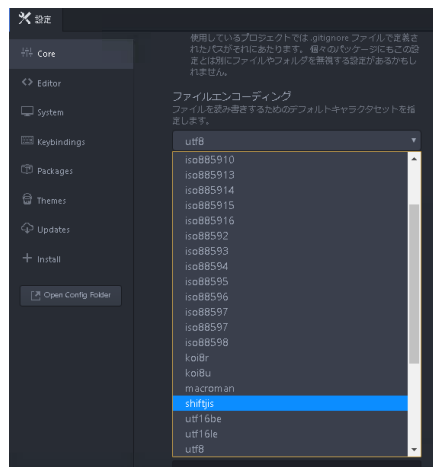 設定
Core
Editor
System
Keybindings
Packages
Themes
Updates
Install
Open Config Folder
使用しているプロジェクトでは .gitignore ファイルで定義さ
れたパスがそれにあたります。 個々のパッケージにもこの設
定とは別にファイルやフォルダを無視する設定があるかもし
れません。
ファイルエンコーディング
ファイルを読み書きするためのデフォルトキャラクタセットを指
定します。
utf8
iso885910
iso885913
iso885914
iso885915
iso885916
iso88592
iso88593
iso88594
iso88595
iso88596
iso88597
iso88597
iso88598
koi8r
koi8u
macroman
shiftjis
utf16be
utf16le
utf8